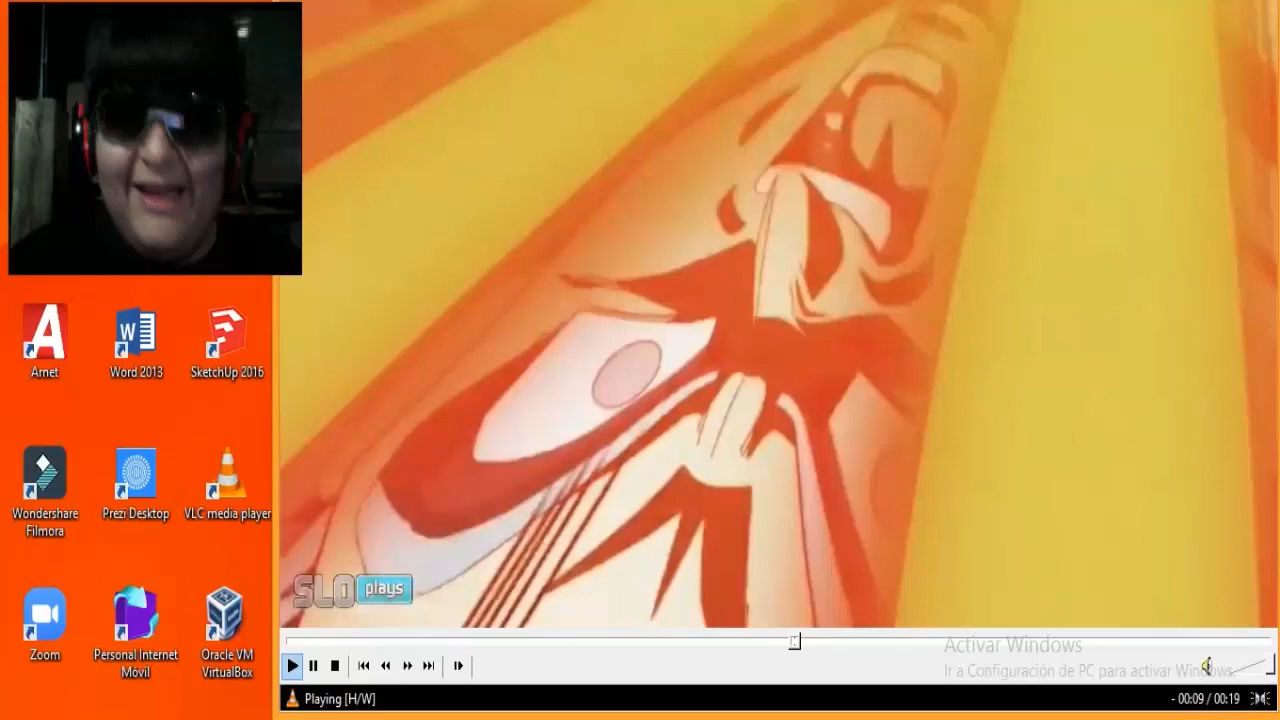 Arnet
Word 2013
SketchUp 2016
Wondershare
Filmora
Prezi Desktop
VLC media player
Zoom
Personal Internet
Móvil
Oracle VM
VirtualBox
SLO plays
Activar Windows
Ir a Configuración de PC para activar Windows.
Playing [H/W]
- 00:09 / 00:19